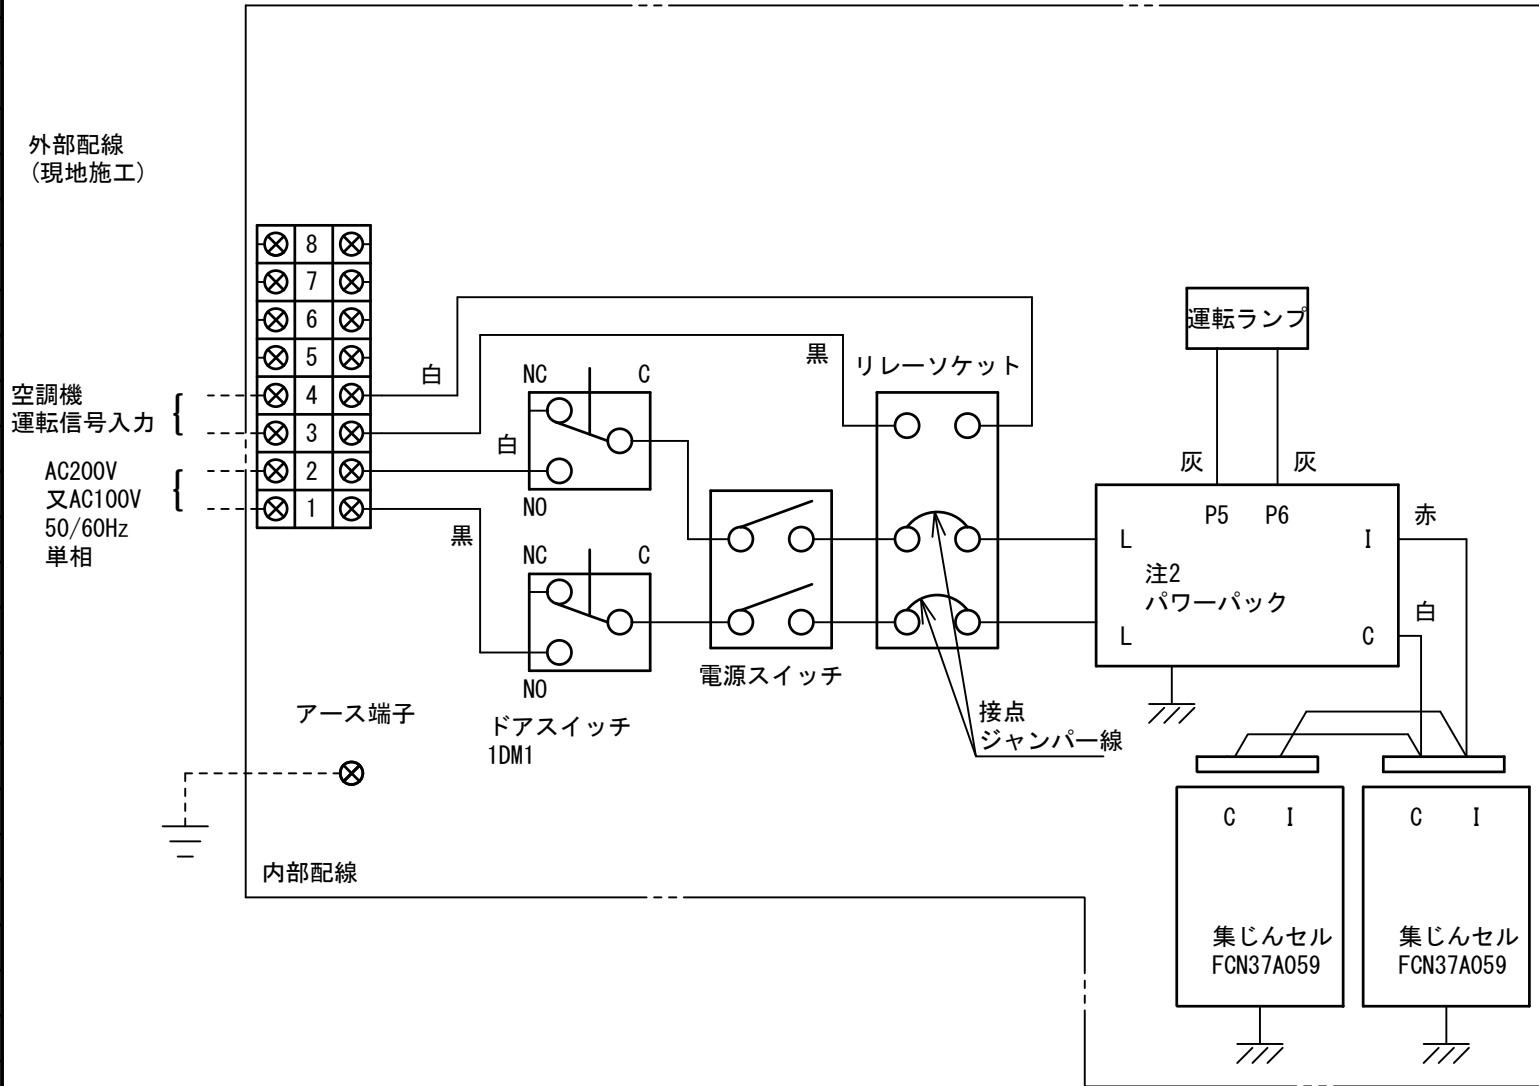 外部配線
(現地施工)
8
7
6
5
4
3
2
1
空調機
運転信号入力
AC200V
又AC100V
50/60Hz
単相
白
黒
白
黒
NC
C
NO
NC
C
NO
ドアスイッチ
1DM1
電源スイッチ
リレーソケット
接点
ジャンパー線
運転ランプ
灰
灰
P5
P6
L
I
注2
パワーパック
L
C
赤
白
アース端子
内部配線
C
I
集じんセル
FCN37A059
C
I
集じんセル
FCN37A059